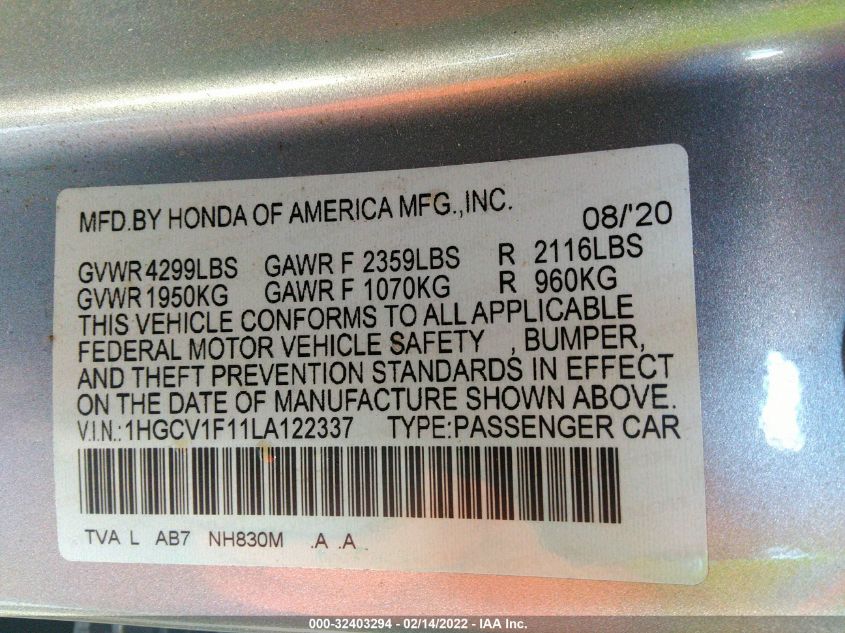 MFD.BY HONDA OF AMERICA MFG.,INC. 08/'20
GVWR 4299LBS GAWR F 2359LBS R 2116LBS
GVWR 1950KG GAWR F 1070KG R 960KG
THIS VEHICLE CONFORMS TO ALL APPLICABLE
FEDERAL MOTOR VEHICLE SAFETY , BUMPER,
AND THEFT PREVENTION STANDARDS IN EFFECT
ON THE DATE OF MANUFACTURE SHOWN ABOVE.
V.I.N.:1HGCV1F11LA122337 TYPE:PASSENGER CAR
TVA L AB7 NH830M .A .A
000-32403294 - 02/14/2022 - IAA Inc.